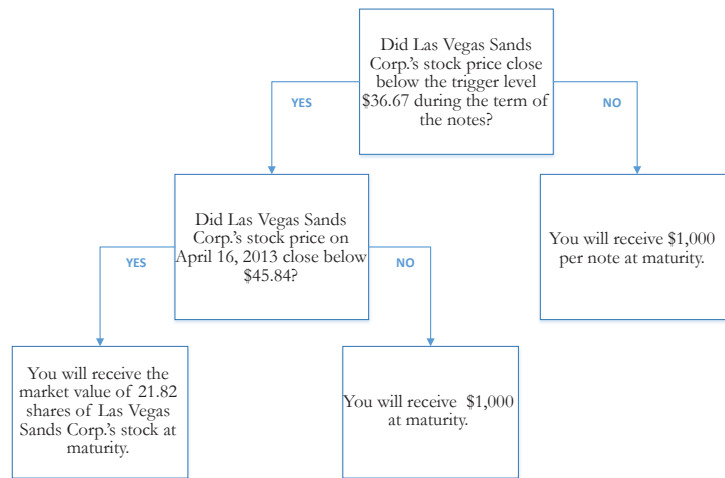 Did Las Vegas Sands
Corp.'s stock price close
below the trigger level
$36.67 during the term of
the notes?
YES
NO
Did Las Vegas Sands
Corp.'s stock price on
April 16, 2013 close below
$45.84?
You will receive $1,000
per note at maturity.
YES
NO
You will receive the
market value of 21.82
shares of Las Vegas
Sands Corp.'s stock at
maturity.
You will receive $1,000
at maturity.